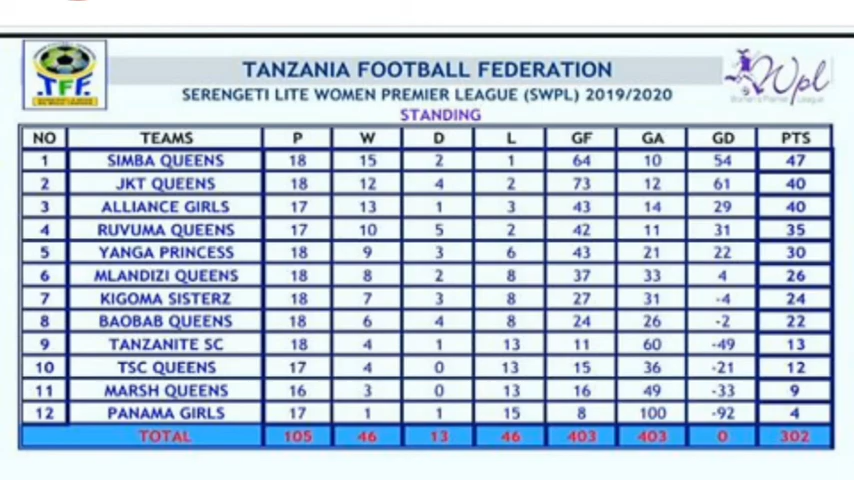 TFF
TANZANIA FOOTBALL FEDERATION
SERENGETI LITE WOMEN PREMIER LEAGUE (SWPL) 2019/2020
STANDING
Wpl
Women's Premier League
NO TEAMS P W D L GF GA GD PTS
1 SIMBA QUEENS 18 15 2 1 64 10 54 47
2 JKT QUEENS 18 12 4 2 73 12 61 40
3 ALLIANCE GIRLS 17 13 1 3 43 14 29 40
4 RUVUMA QUEENS 17 10 5 2 42 11 31 35
5 YANGA PRINCESS 18 9 3 6 43 21 22 30
6 MLANDIZI QUEENS 18 8 2 8 37 33 4 26
7 KIGOMA SISTERZ 18 7 3 8 27 31 -4 24
8 BAOBAB QUEENS 18 6 4 8 24 26 -2 22
9 TANZANITE SC 18 4 1 13 11 60 -49 13
10 TSC QUEENS 17 4 0 13 15 36 -21 12
11 MARSH QUEENS 16 3 0 13 16 49 -33 9
12 PANAMA GIRLS 17 1 1 15 8 100 -92 4
TOTAL 105 46 13 46 403 403 0 302